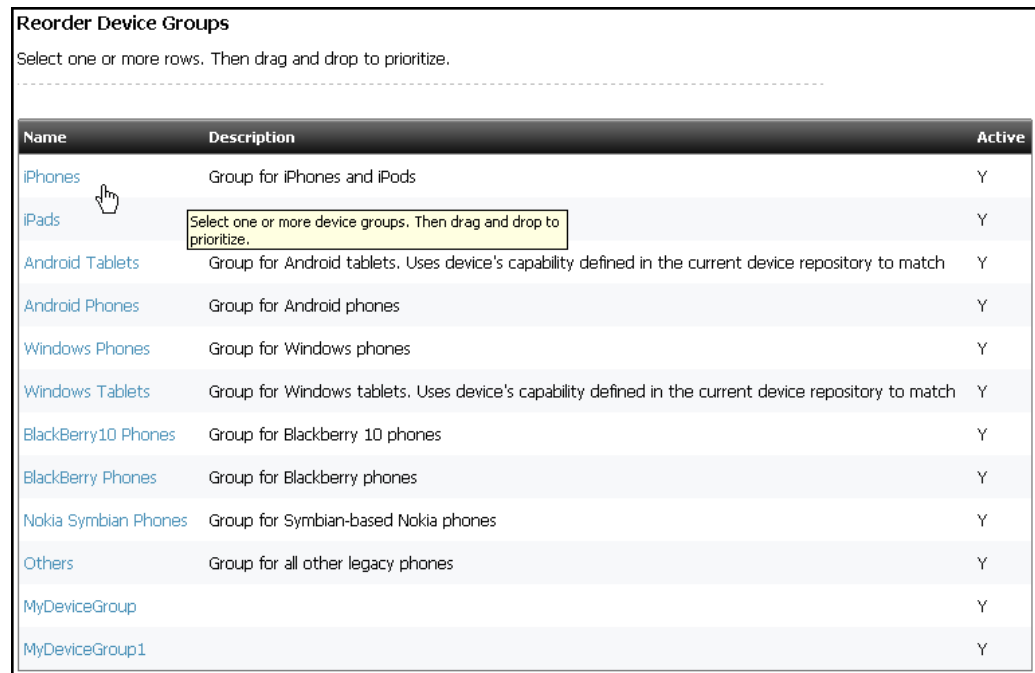 Reorder Device Groups
Select one or more rows. Then drag and drop to prioritize.
Name Description Active
iPhones Group for iPhones and iPods Y
iPads Y
Select one or more device groups. Then drag and drop to
prioritize.
Android Tablets Group for Android tablets. Uses device's capability defined in the current device repository to match Y
Android Phones Group for Android phones Y
Windows Phones Group for Windows phones Y
Windows Tablets Group for Windows tablets. Uses device's capability defined in the current device repository to match Y
BlackBerry10 Phones Group for Blackberry 10 phones Y
BlackBerry Phones Group for Blackberry phones Y
Nokia Symbian Phones Group for Symbian-based Nokia phones Y
Others Group for all other legacy phones Y
MyDeviceGroup Y
MyDeviceGroup1 Y